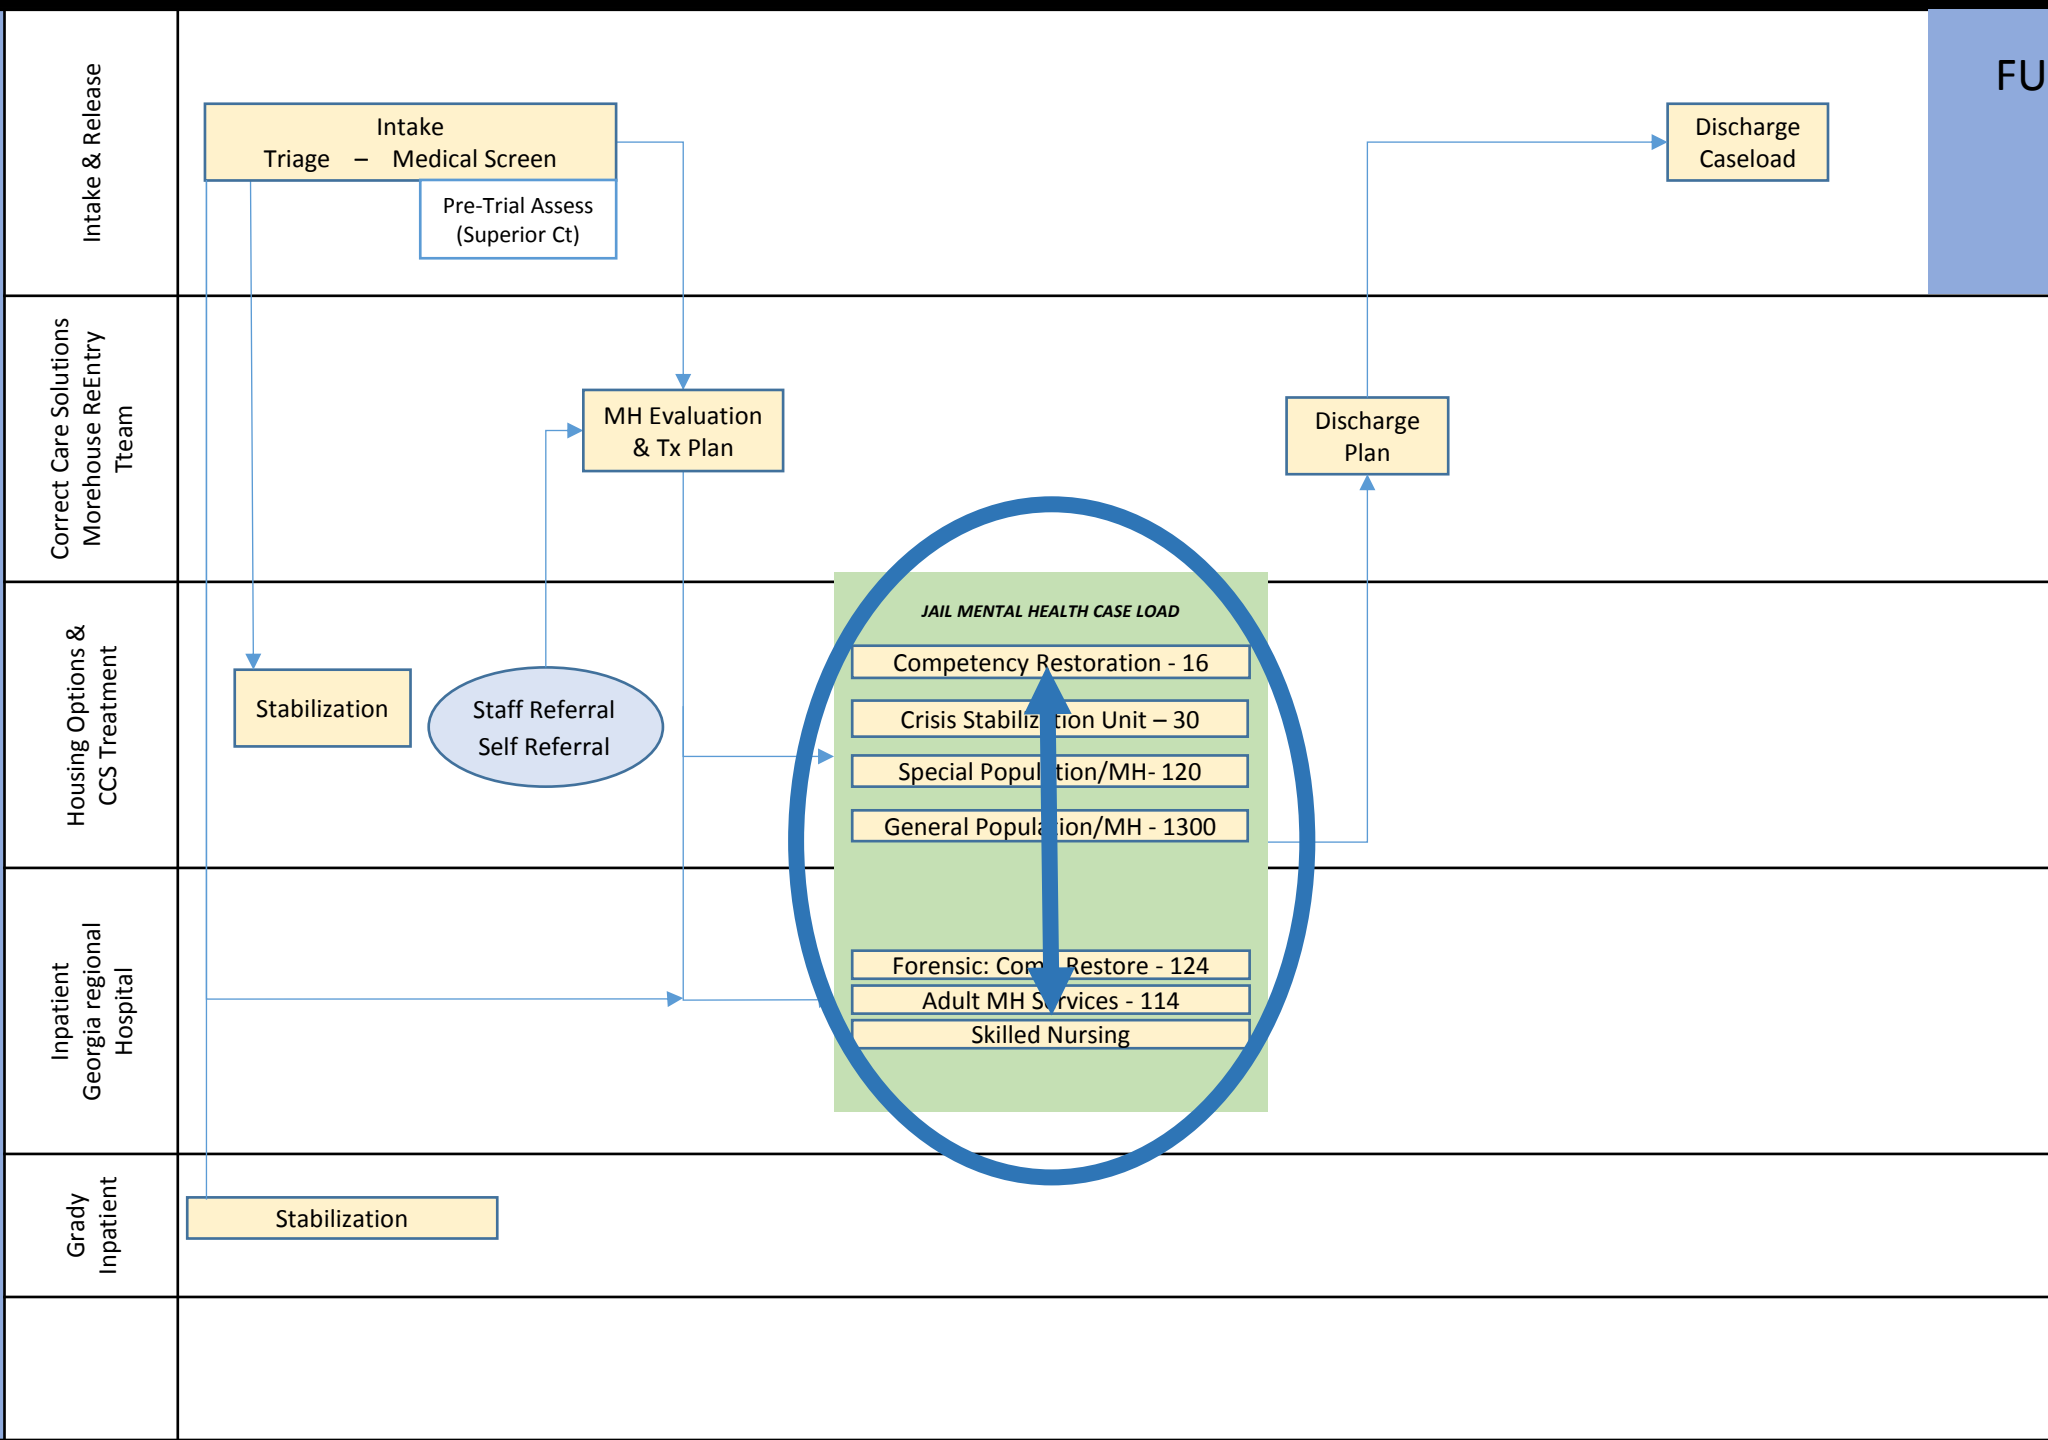 Intake & Release
Intake
Triage – Medical Screen
Pre-Trial Assess
(Superior Ct)
Discharge
Caseload
FU
Correct Care Solutions
Morehouse ReEntry
Tteam
MH Evaluation
& Tx Plan
Discharge
Plan
Housing Options &
CCS Treatment
Stabilization
Staff Referral
Self Referral
JAIL MENTAL HEALTH CASE LOAD
Competency Restoration - 16
Crisis Stabilization Unit – 30
Special Population/MH- 120
General Population/MH - 1300
Inpatient
Georgia regional
Hospital
Forensic: Comp Restore - 124
Adult MH Services - 114
Skilled Nursing
Grady
Inpatient
Stabilization